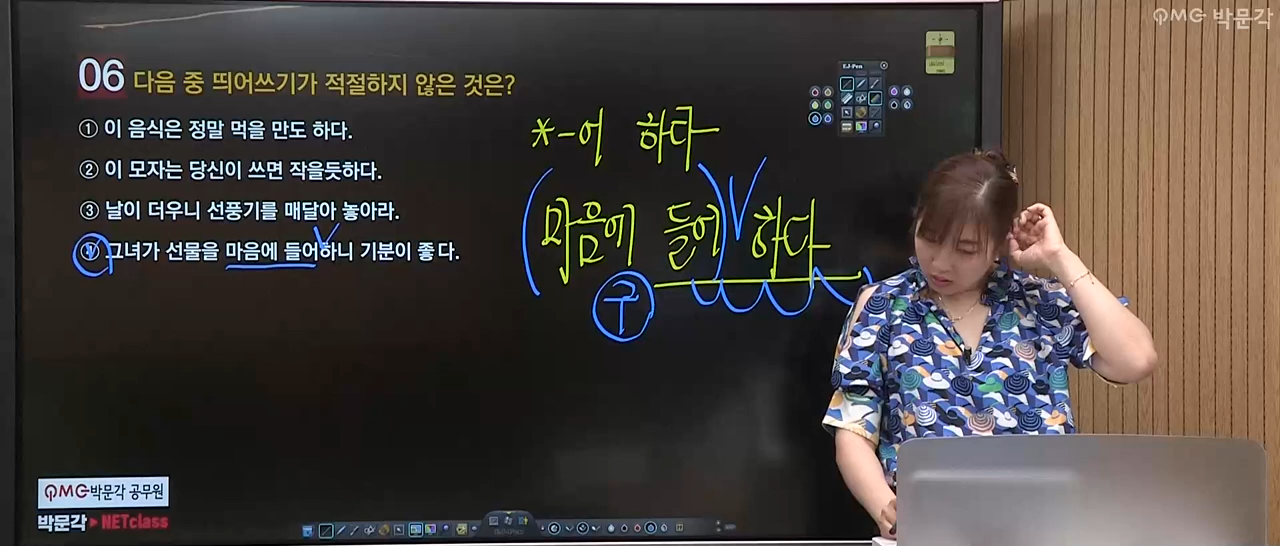 QMG 박문각
06 다음 중 띄어쓰기가 적절하지 않은 것은?
① 이 음식은 정말 먹을 만도 하다.
② 이 모자는 당신이 쓰면 작을듯하다.
③ 날이 더우니 선풍기를 매달아 놓아라.
④ 그녀가 선물을 마음에 들어하니 기분이 좋다.
*-어 하다
(마음에 들어)∨하다
구
EJ-Pen
QMG박문각 공무원
박문각 ▶ NETclass